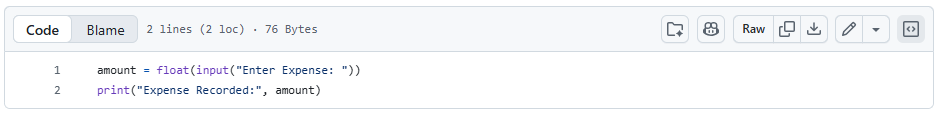 Code Blame 2 lines (2 loc) · 76 Bytes Raw
1 amount = float(input("Enter Expense: "))
2 print("Expense Recorded:", amount)